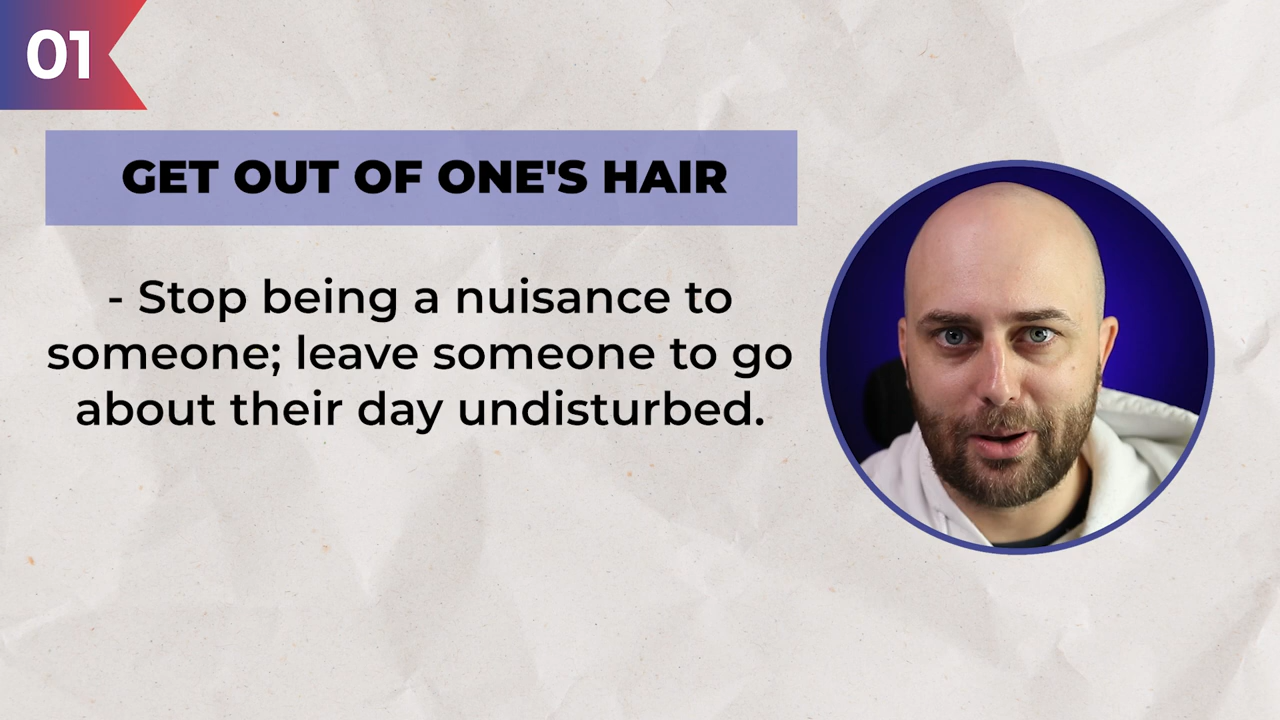 01
GET OUT OF ONE'S HAIR
- Stop being a nuisance to
someone; leave someone to go
about their day undisturbed.